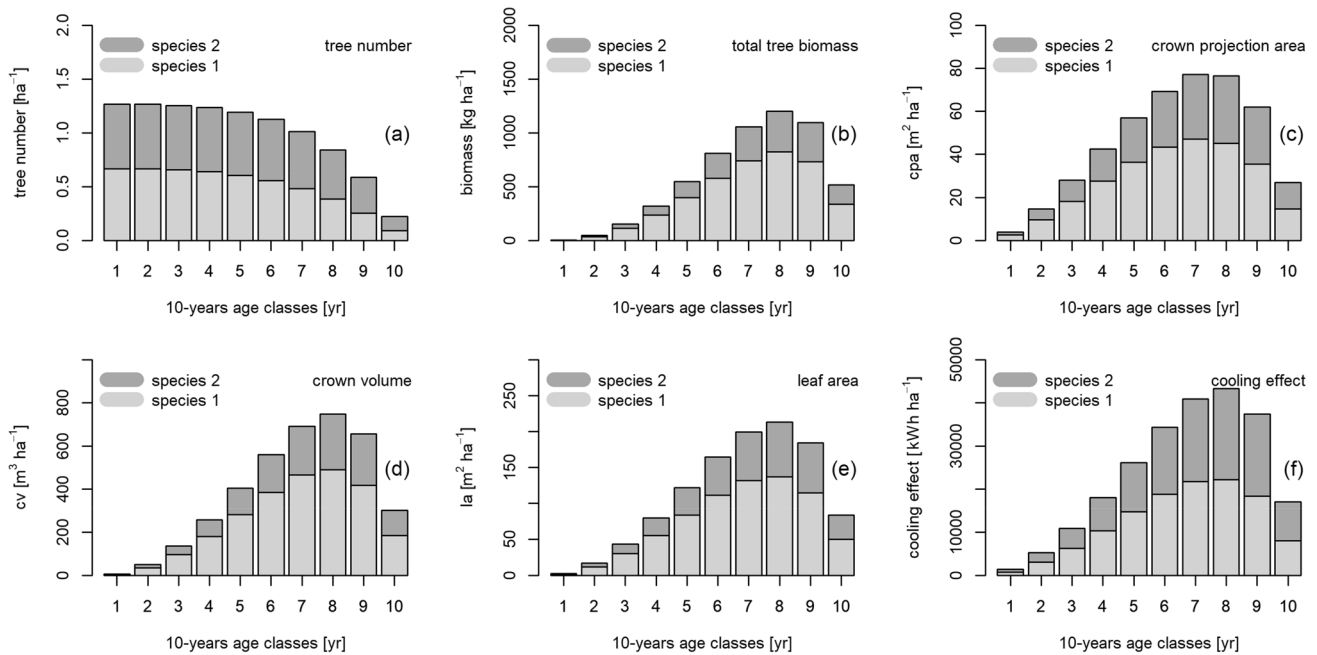 species 2
species 1
tree number
(a)
tree number [ha⁻¹]
0.0 0.5 1.0 1.5 2.0
1 2 3 4 5 6 7 8 9 10
10-years age classes [yr]
species 2
species 1
total tree biomass
(b)
biomass [kg ha⁻¹]
0 500 1000 1500 2000
1 2 3 4 5 6 7 8 9 10
10-years age classes [yr]
species 2
species 1
crown projection area
(c)
cpa [m² ha⁻¹]
0 20 40 60 80 100
1 2 3 4 5 6 7 8 9 10
10-years age classes [yr]
species 2
species 1
crown volume
(d)
cv [m³ ha⁻¹]
0 200 400 600 800
1 2 3 4 5 6 7 8 9 10
10-years age classes [yr]
species 2
species 1
leaf area
(e)
la [m² ha⁻¹]
0 50 150 250
1 2 3 4 5 6 7 8 9 10
10-years age classes [yr]
species 2
species 1
cooling effect
(f)
cooling effect [kWh ha⁻¹]
0 10000 30000 50000
1 2 3 4 5 6 7 8 9 10
10-years age classes [yr]